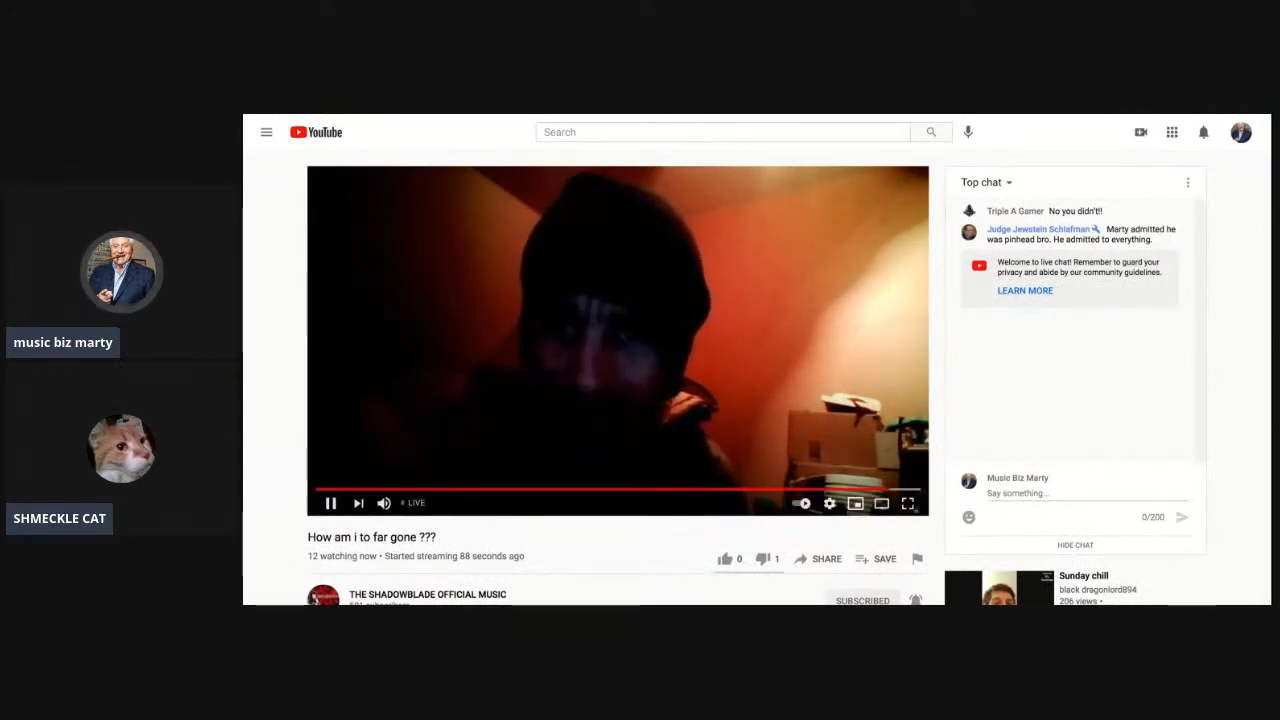 YouTube
Search
Top chat
Triple A Gamer No you didn't!!
Judge Jewstein Schlafman Marty admitted he
was pinhead bro. He admitted to everything.
Welcome to live chat! Remember to guard your
privacy and abide by our community guidelines.
LEARN MORE
music biz marty
SHMECKLE CAT
LIVE
Music Biz Marty
Say something...
0/200
HIDE CHAT
How am i to far gone ???
12 watching now • Started streaming 88 seconds ago
0
1
SHARE
SAVE
THE SHADOWBLADE OFFICIAL MUSIC
SUBSCRIBED
Sunday chill
black dragonlord894
206 views •